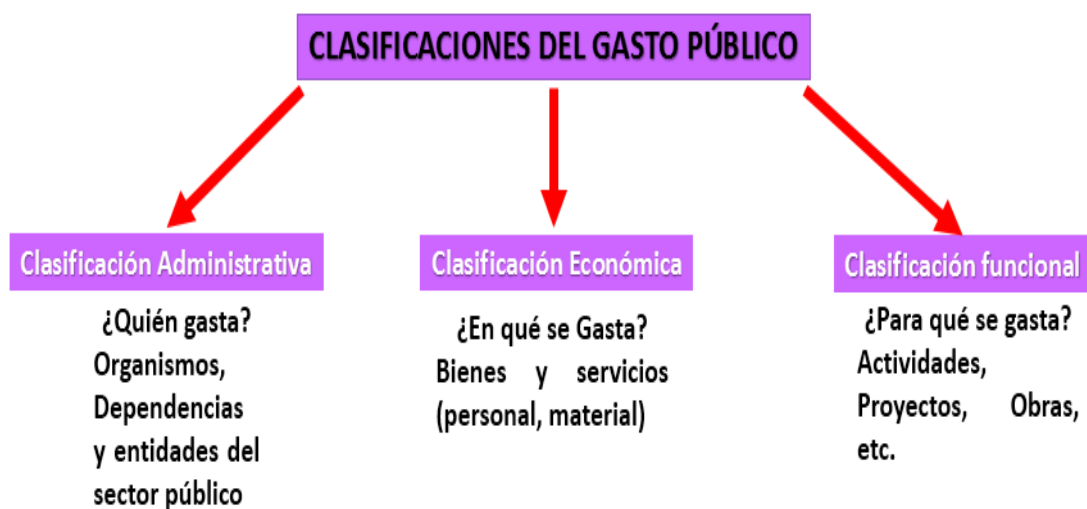 CLASIFICACIONES DEL GASTO PÚBLICO
Clasificación Administrativa
¿Quién gasta?
Organismos,
Dependencias
y entidades del
sector público
Clasificación Económica
¿En qué se Gasta?
Bienes y servicios
(personal, material)
Clasificación funcional
¿Para qué se gasta?
Actividades,
Proyectos, Obras,
etc.